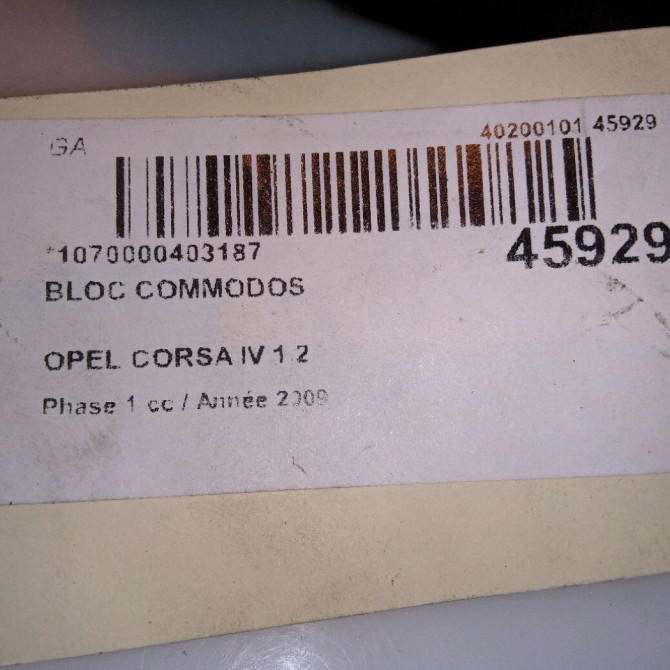 GA
40200101 45929
*1070000403187
45929
BLOC COMMODOS
OPEL CORSA IV 1.2
Phase 1 cc / Année 2009